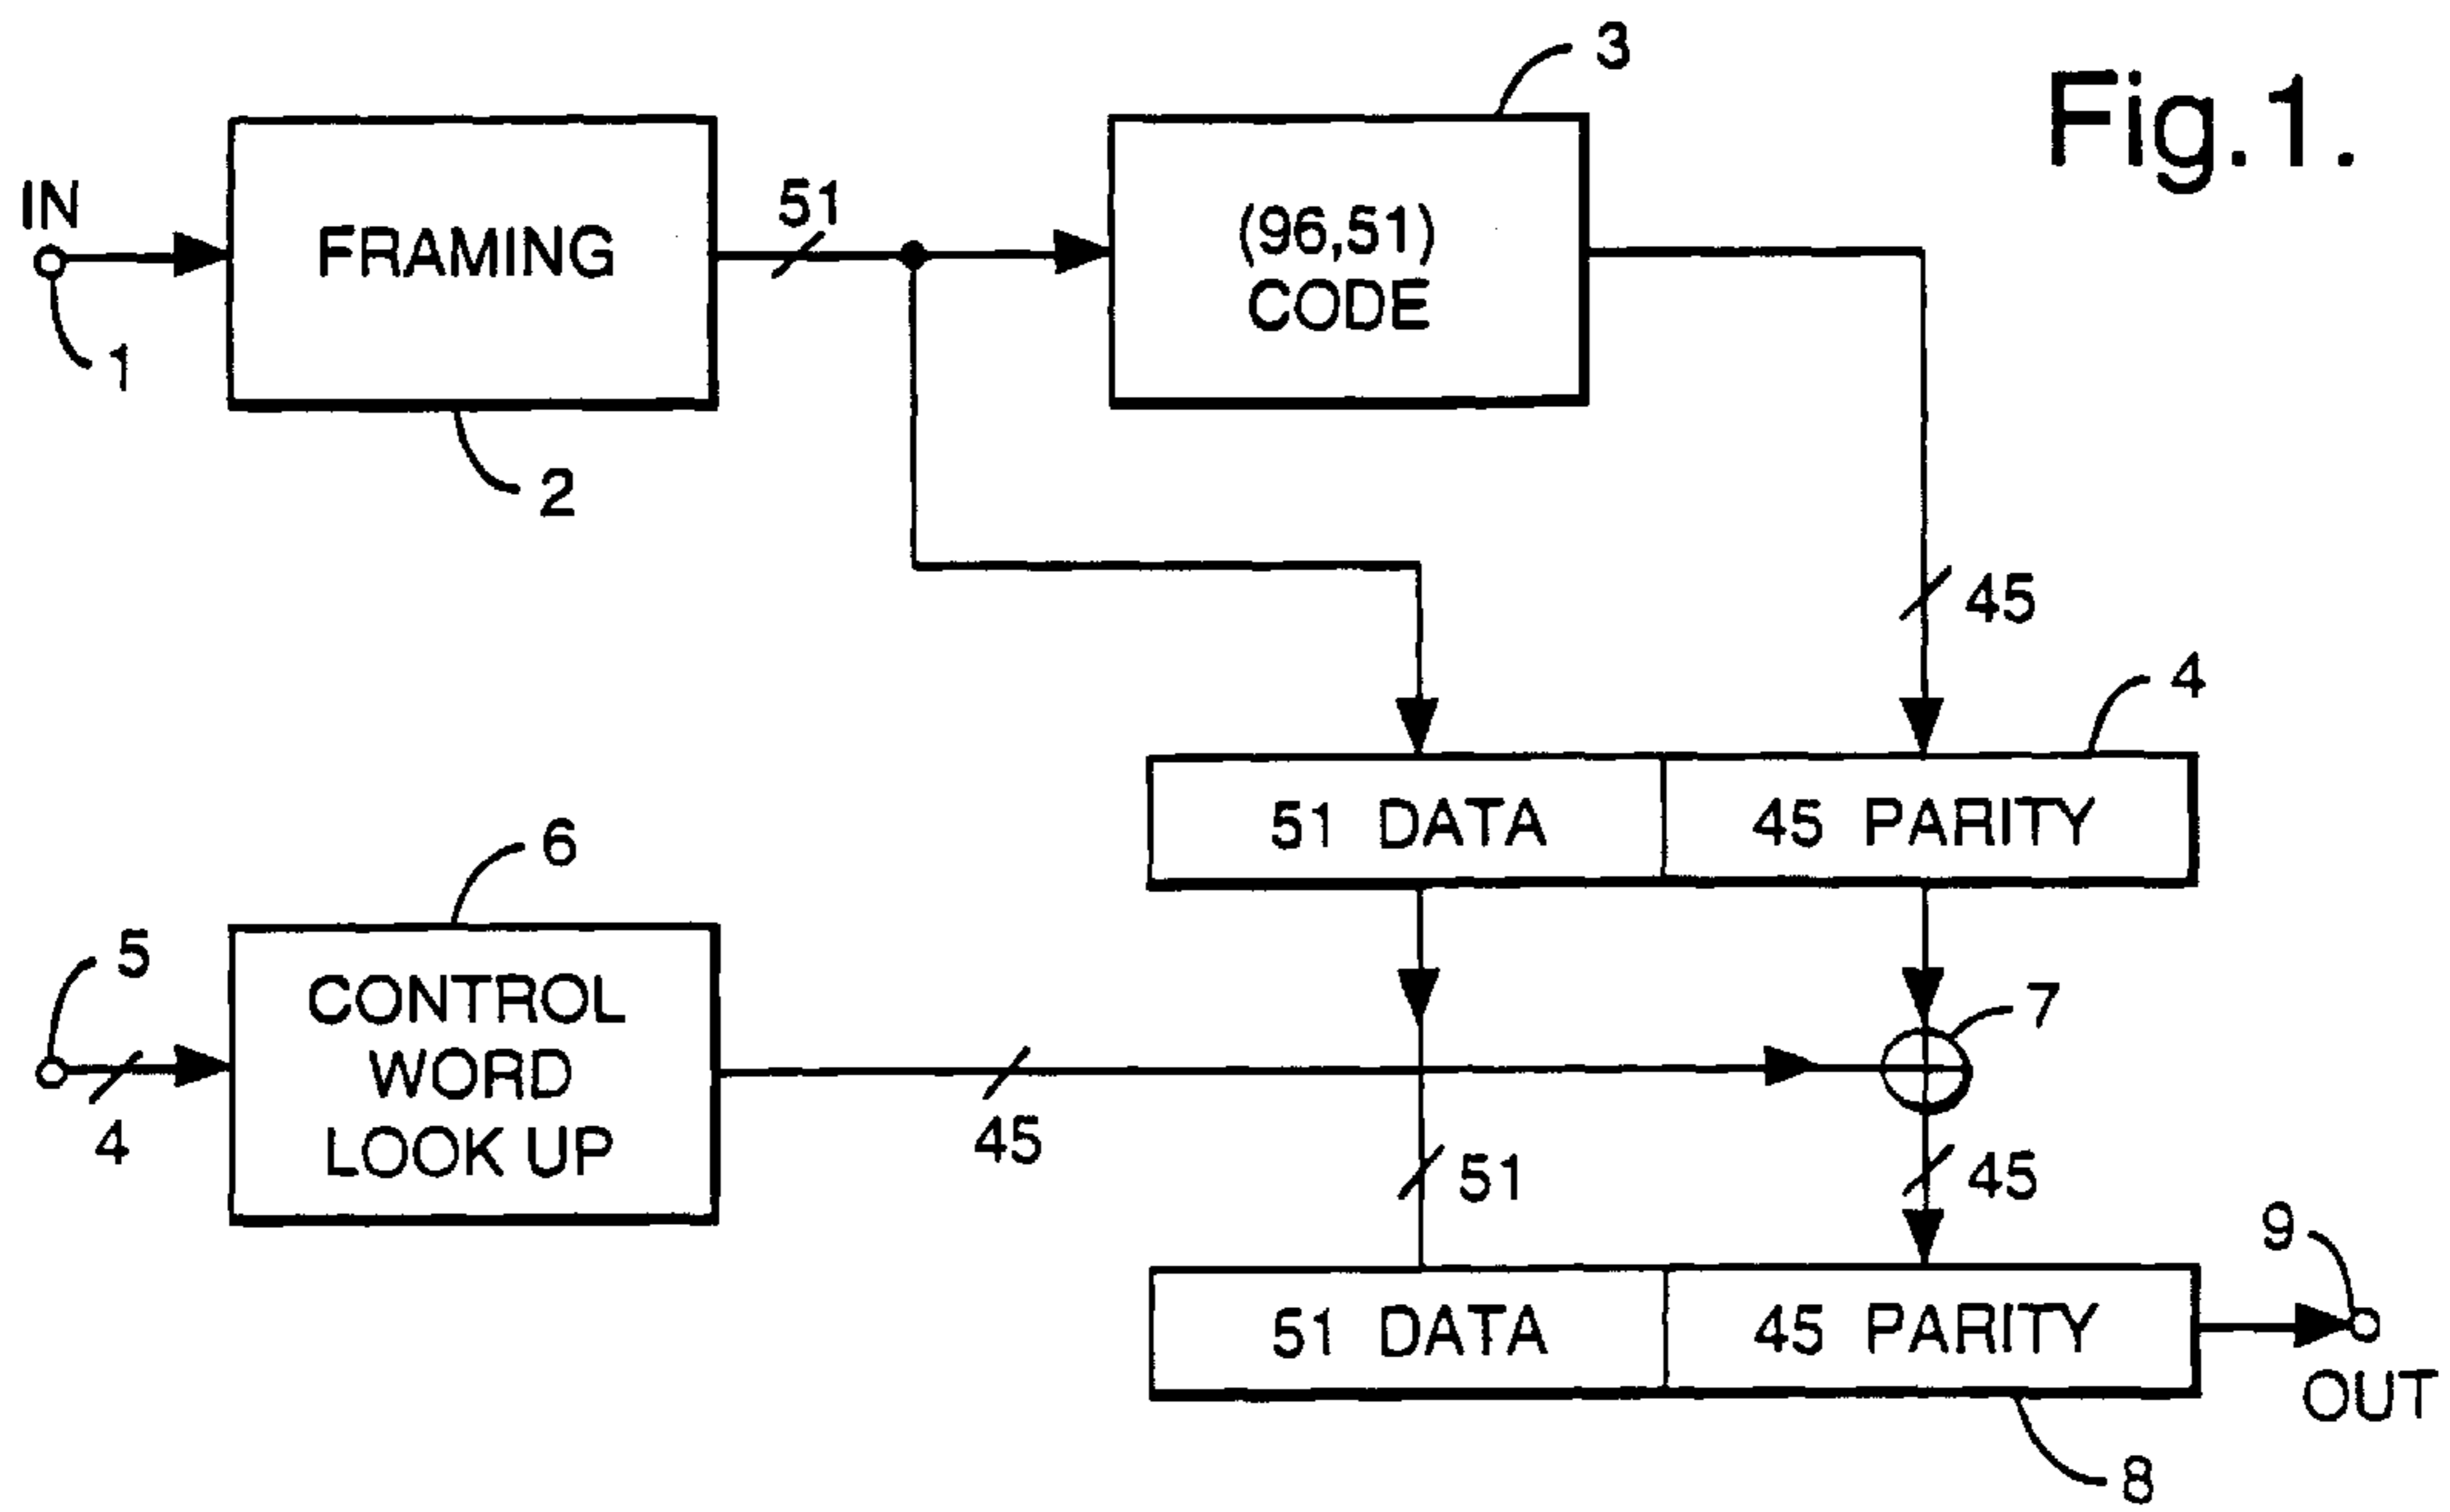 Fig.1.
3
IN
FRAMING
51
(96,51)
CODE
1
2
45
4
51 DATA
45 PARITY
6
5
CONTROL
WORD
LOOK UP
4
45
7
51
45
9
51 DATA
45 PARITY
OUT
8